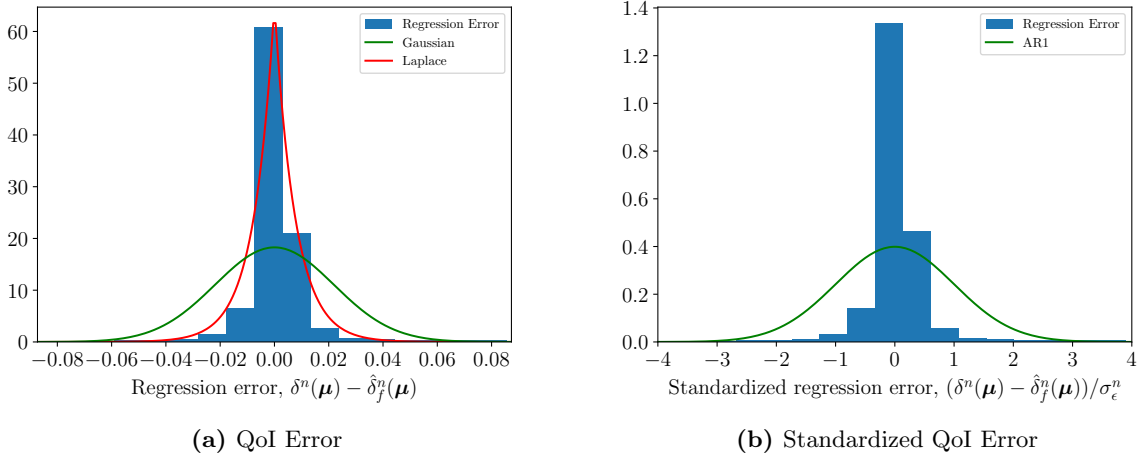 60
50
40
30
20
10
0
−0.08 −0.06 −0.04 −0.02 0.00 0.02 0.04 0.06 0.08
Regression error, δⁿ(μ) − δ̂ⁿ_f(μ)
Regression Error
Gaussian
Laplace
(a) QoI Error
1.4
1.2
1.0
0.8
0.6
0.4
0.2
0.0
−4 −3 −2 −1 0 1 2 3 4
Standardized regression error, (δⁿ(μ) − δ̂ⁿ_f(μ))/σⁿ_ϵ
Regression Error
AR1
(b) Standardized QoI Error